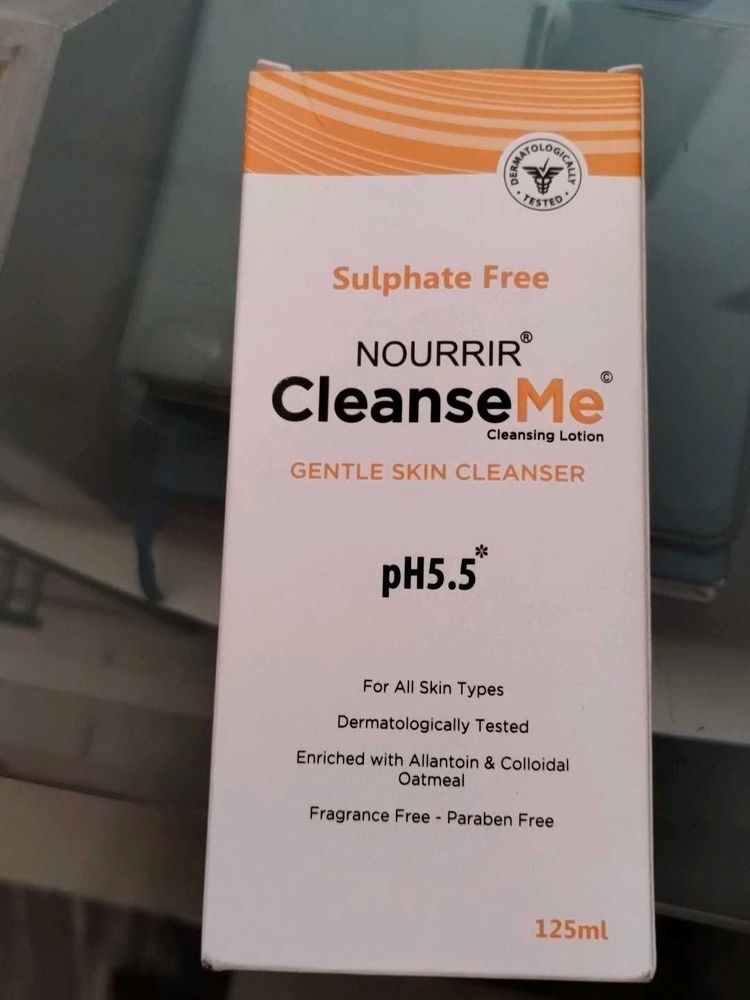 DERMATOLOGICALLY
• TESTED •
Sulphate Free
NOURRIR®
CleanseMe©
Cleansing Lotion
GENTLE SKIN CLEANSER
pH5.5*
For All Skin Types
Dermatologically Tested
Enriched with Allantoin & Colloidal
Oatmeal
Fragrance Free - Paraben Free
125ml